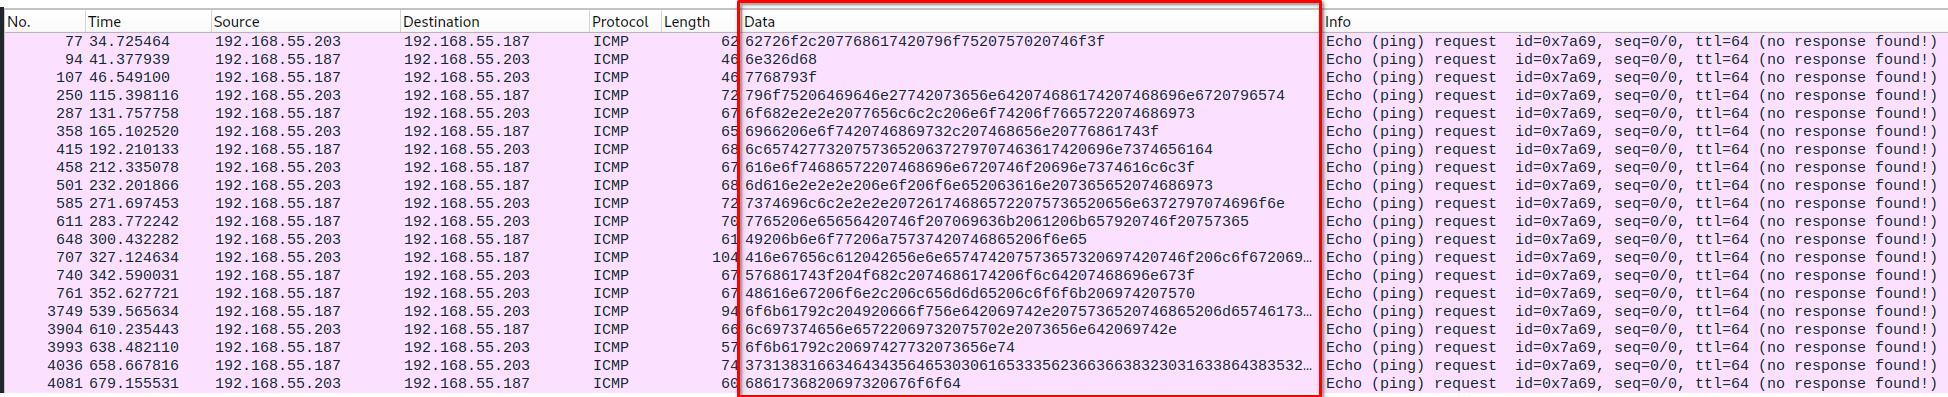 No. Time Source Destination Protocol Length Data Info
77 34.725464 192.168.55.203 192.168.55.187 ICMP 62 62726f2c207768617420796f7520757020746f3f Echo (ping) request id=0x7a69, seq=0/0, ttl=64 (no response found!)
94 41.377939 192.168.55.187 192.168.55.203 ICMP 46 6e326d68 Echo (ping) request id=0x7a69, seq=0/0, ttl=64 (no response found!)
107 46.549100 192.168.55.187 192.168.55.203 ICMP 46 7768793f Echo (ping) request id=0x7a69, seq=0/0, ttl=64 (no response found!)
250 115.398116 192.168.55.203 192.168.55.187 ICMP 72 796f75206469646e27742073656e642074686174207468696e6720796574 Echo (ping) request id=0x7a69, seq=0/0, ttl=64 (no response found!)
287 131.757758 192.168.55.187 192.168.55.203 ICMP 67 6f682e2e2e2077656c6c2c206e6f74206f7665722074686973 Echo (ping) request id=0x7a69, seq=0/0, ttl=64 (no response found!)
358 165.102520 192.168.55.203 192.168.55.187 ICMP 65 6966206e6f7420746869732c207468656e20776861743f Echo (ping) request id=0x7a69, seq=0/0, ttl=64 (no response found!)
415 192.210133 192.168.55.203 192.168.55.187 ICMP 68 6c657427732075736520637279707463617420696e7374656164 Echo (ping) request id=0x7a69, seq=0/0, ttl=64 (no response found!)
458 212.335078 192.168.55.203 192.168.55.187 ICMP 67 616e6f74686572207468696e6720746f20696e7374616c6c3f Echo (ping) request id=0x7a69, seq=0/0, ttl=64 (no response found!)
501 232.201866 192.168.55.203 192.168.55.187 ICMP 68 6d616e2e2e2e206e6f206f6e652063616e207365652074686973 Echo (ping) request id=0x7a69, seq=0/0, ttl=64 (no response found!)
585 271.697453 192.168.55.187 192.168.55.203 ICMP 72 7374696c6c2e2e2e20726174686572207573652​0656e6372797074696f6e Echo (ping) request id=0x7a69, seq=0/0, ttl=64 (no response found!)
611 283.772242 192.168.55.187 192.168.55.203 ICMP 70 7765206e65656420746f207069636b2061206b657920746f20757365 Echo (ping) request id=0x7a69, seq=0/0, ttl=64 (no response found!)
648 300.432282 192.168.55.203 192.168.55.187 ICMP 61 49206b6e6f77206a75737420746865206f6e65 Echo (ping) request id=0x7a69, seq=0/0, ttl=64 (no response found!)
707 327.124634 192.168.55.203 192.168.55.187 ICMP 104 416e67656c612042656e6e657474207573657320697420746f206c6f672069… Echo (ping) request id=0x7a69, seq=0/0, ttl=64 (no response found!)
740 342.590031 192.168.55.187 192.168.55.203 ICMP 67 576861743f204f682c2074686174206f6c64207468696e673f Echo (ping) request id=0x7a69, seq=0/0, ttl=64 (no response found!)
761 352.627721 192.168.55.187 192.168.55.203 ICMP 67 48616e67206f6e2c206c656d6d65206c6f6f6b206974207570 Echo (ping) request id=0x7a69, seq=0/0, ttl=64 (no response found!)
3749 539.565634 192.168.55.187 192.168.55.203 ICMP 94 6f6b61792c204920666f756e642069742e2075736520746865206d65746173… Echo (ping) request id=0x7a69, seq=0/0, ttl=64 (no response found!)
3904 610.235443 192.168.55.203 192.168.55.187 ICMP 66 6c697374656e65722069732075702e2073656e642069742e Echo (ping) request id=0x7a69, seq=0/0, ttl=64 (no response found!)
3993 638.482110 192.168.55.187 192.168.55.203 ICMP 57 6f6b61792c20697427732073656e74 Echo (ping) request id=0x7a69, seq=0/0, ttl=64 (no response found!)
4036 658.667816 192.168.55.187 192.168.55.203 ICMP 74 Echo (ping) request id=0x7a69, seq=0/0, ttl=64 (no response found!)
4081 679.155531 192.168.55.203 192.168.55.187 ICMP 60 6861736820697320676f6f64 Echo (ping) request id=0x7a69, seq=0/0, ttl=64 (no response found!)